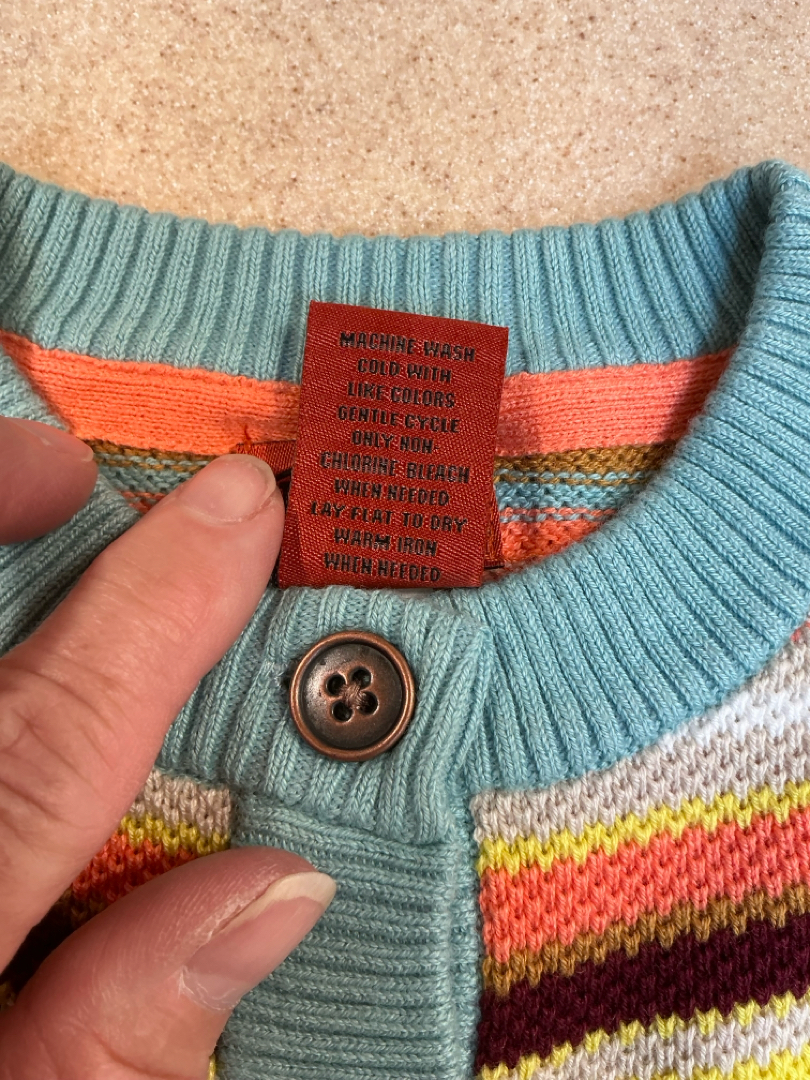 MACHINE WASH
COLD WITH
LIKE COLORS
GENTLE CYCLE
ONLY NON-
CHLORINE BLEACH
WHEN NEEDED
LAY FLAT TO DRY
WARM IRON
WHEN NEEDED